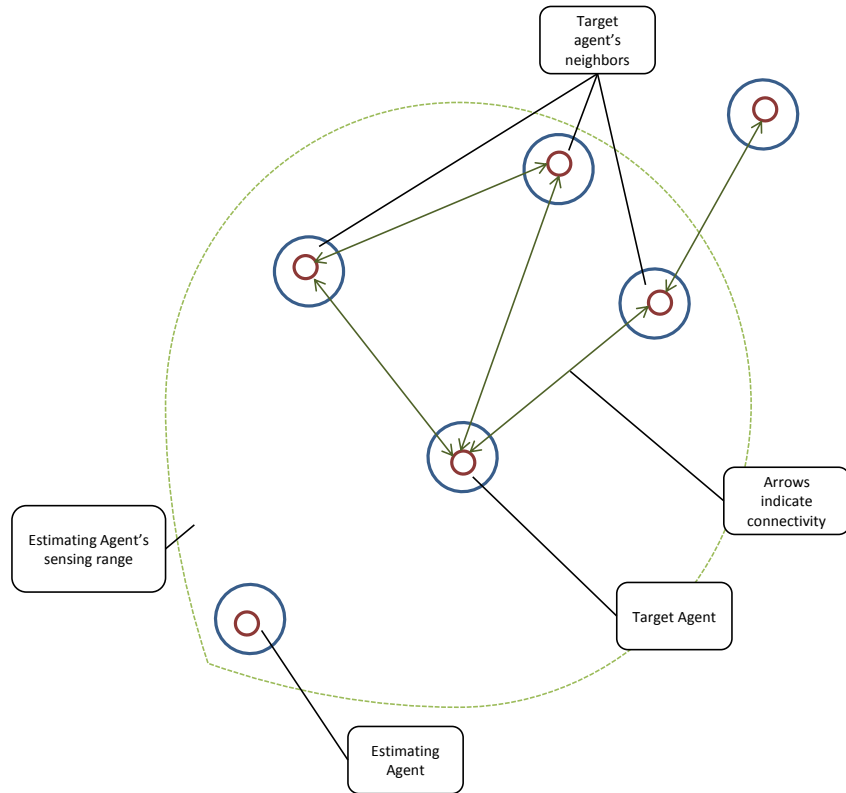 Target
agent's
neighbors
Arrows
indicate
connectivity
Estimating Agent's
sensing range
Target Agent
Estimating
Agent